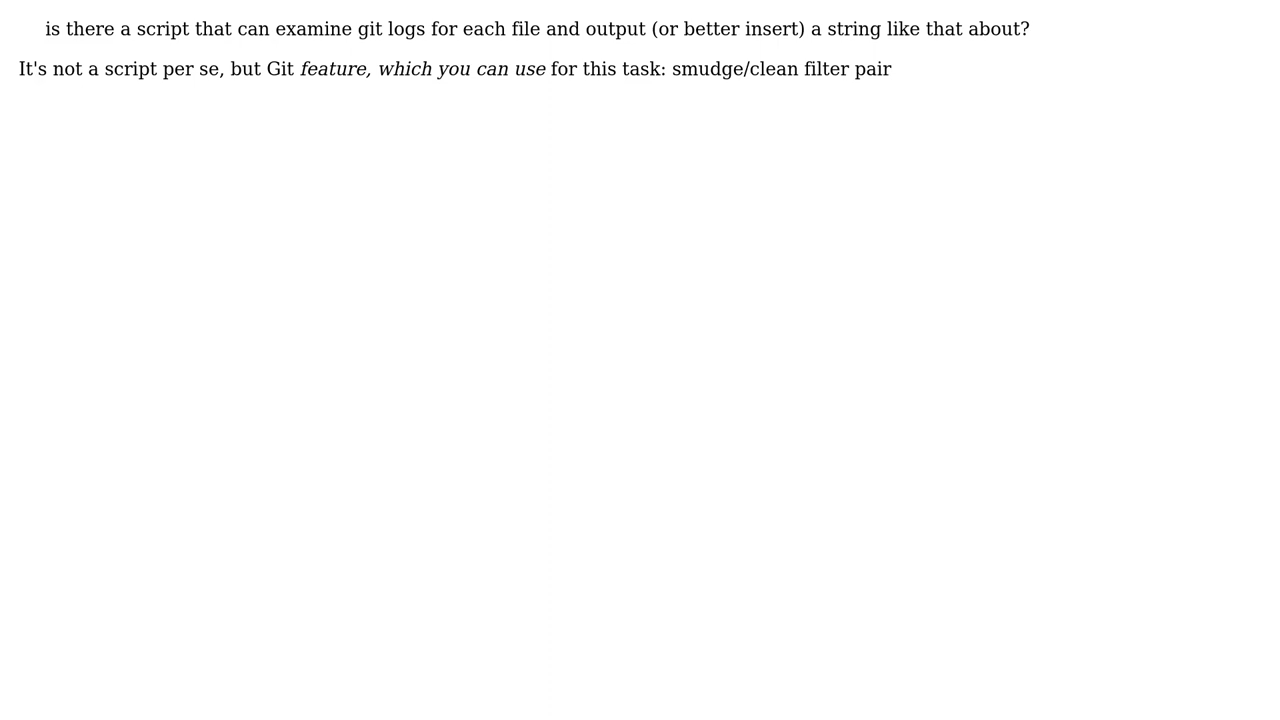 is there a script that can examine git logs for each file and output (or better insert) a string like that about?
It's not a script per se, but Git feature, which you can use for this task: smudge/clean filter pair